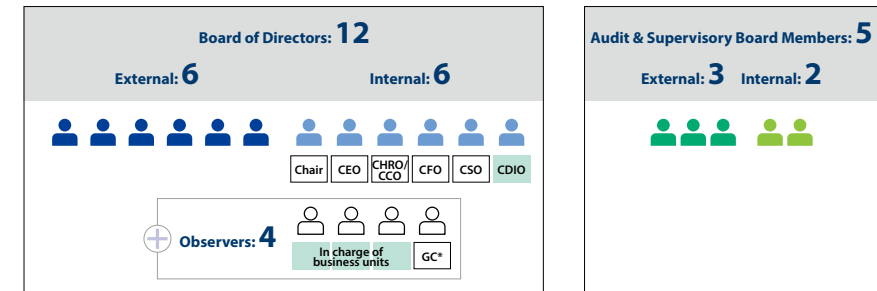 Board of Directors: 12
External: 6
Internal: 6
Chair
CEO
CHRO/
CCO
CFO
CSO
CDIO
Observers: 4
In charge of
business units
GC*
Audit & Supervisory Board Members: 5
External: 3
Internal: 2